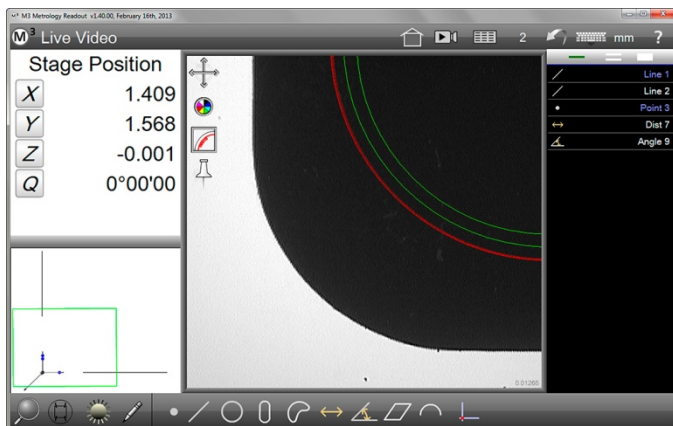 M3 Metrology Readout v1.40.00, February 16th, 2013
M3 Live Video
2
mm
?
Stage Position
X 1.409
Y 1.568
Z -0.001
Q 0°00'00
Line 1
Line 2
Point 3
Dist 7
Angle 9
0.01265